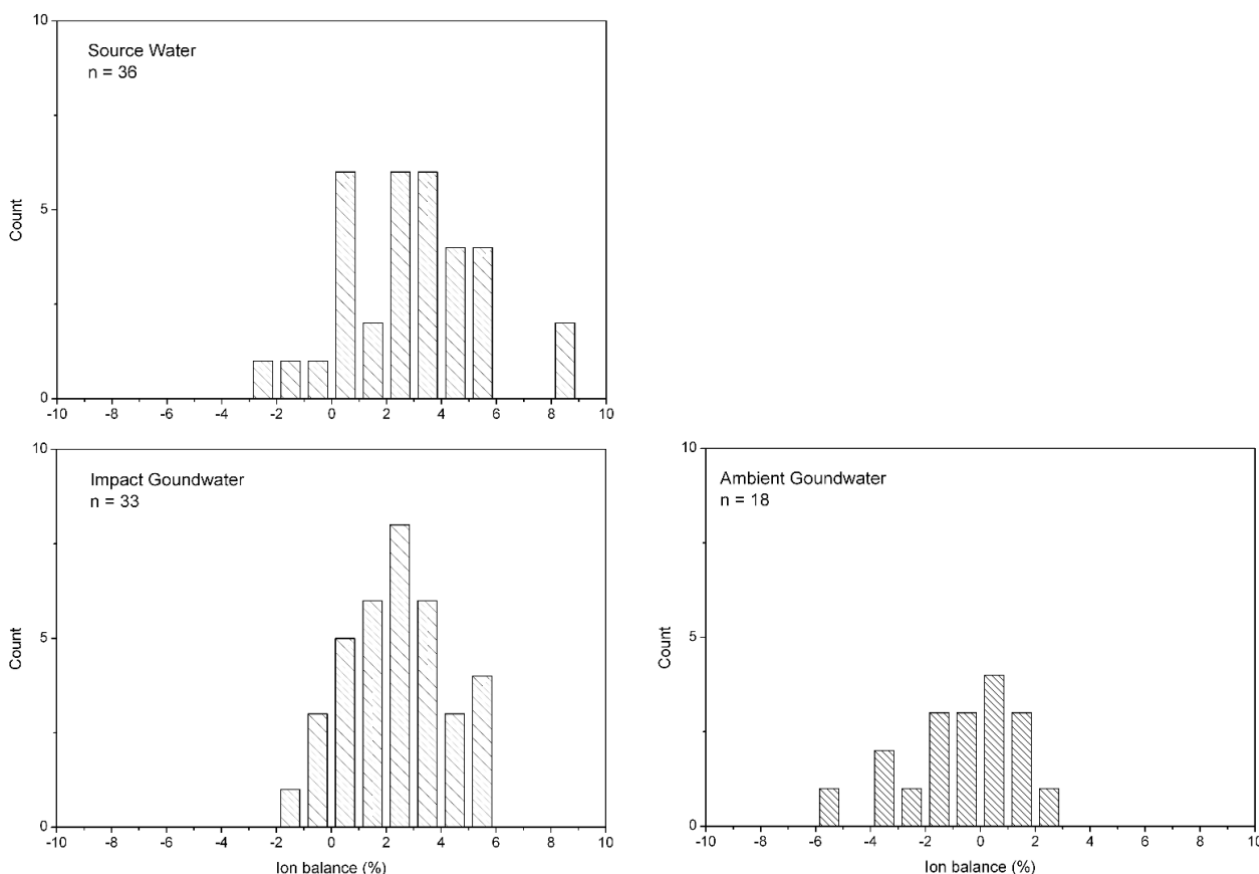 Source Water
n = 36
10
5
0
Count
-10 -8 -6 -4 -2 0 2 4 6 8 10
Impact Goundwater
n = 33
10
5
0
Count
-10 -8 -6 -4 -2 0 2 4 6 8 10
Ion balance (%)
Ambient Goundwater
n = 18
10
5
0
Count
-10 -8 -6 -4 -2 0 2 4 6 8 10
Ion balance (%)